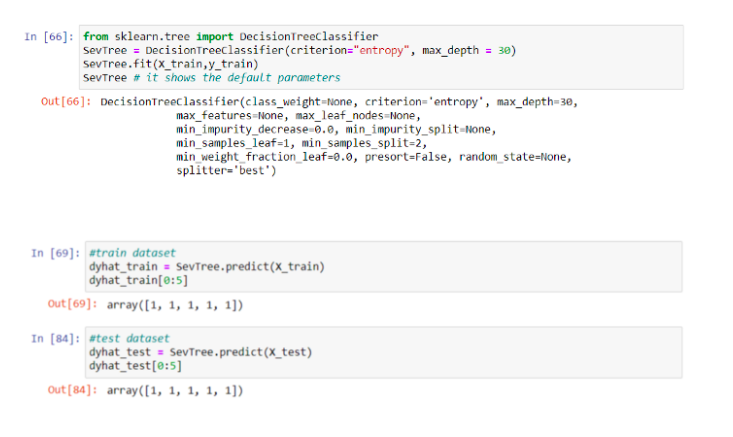 In [66]: from sklearn.tree import DecisionTreeClassifier
SevTree = DecisionTreeClassifier(criterion="entropy", max_depth = 30)
SevTree.fit(X_train,y_train)
SevTree # it shows the default parameters
Out[66]: DecisionTreeClassifier(class_weight=None, criterion='entropy', max_depth=30,
max_features=None, max_leaf_nodes=None,
min_impurity_decrease=0.0, min_impurity_split=None,
min_samples_leaf=1, min_samples_split=2,
min_weight_fraction_leaf=0.0, presort=False, random_state=None,
splitter='best')
In [69]: #train dataset
dyhat_train = SevTree.predict(X_train)
dyhat_train[0:5]
Out[69]: array([1, 1, 1, 1, 1])
In [84]: #test dataset
dyhat_test = SevTree.predict(X_test)
dyhat_test[0:5]
Out[84]: array([1, 1, 1, 1, 1])